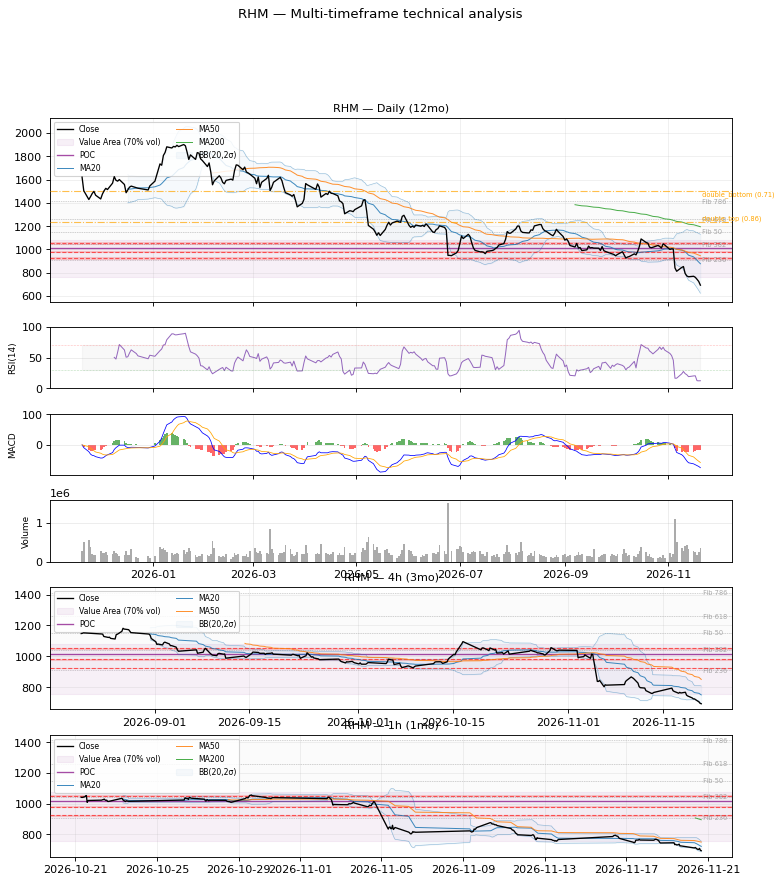 RHM — Multi-timeframe technical analysis
RHM — Daily (12mo)
Close
Value Area (70% vol)
POC
MA20
MA50
MA200
BB(20,2σ)
2000
1800
1600
1400
1200
1000
800
600
double_bottom (0.71)
Fib 786
double_top (0.86)
Fib 50
Fib 236
RSI(14)
100
50
0
MACD
100
0
1e6
Volume
1
0
2026-01
2026-03
2026-05
2026-07
2026-09
2026-11
RHM — 4h (3mo)
Close
Value Area (70% vol)
POC
MA20
MA50
BB(20,2σ)
1400
1200
1000
800
Fib 786
Fib 618
Fib 50
Fib 382
Fib 236
2026-09-01
2026-09-15
2026-10-01
2026-10-15
2026-11-01
2026-11-15
RHM — 1h (1mo)
Close
Value Area (70% vol)
POC
MA20
MA50
MA200
BB(20,2σ)
1400
1200
1000
800
Fib 786
Fib 618
Fib 50
Fib 382
Fib 236
2026-10-21
2026-10-25
2026-10-29
2026-11-01
2026-11-05
2026-11-09
2026-11-13
2026-11-17
2026-11-21